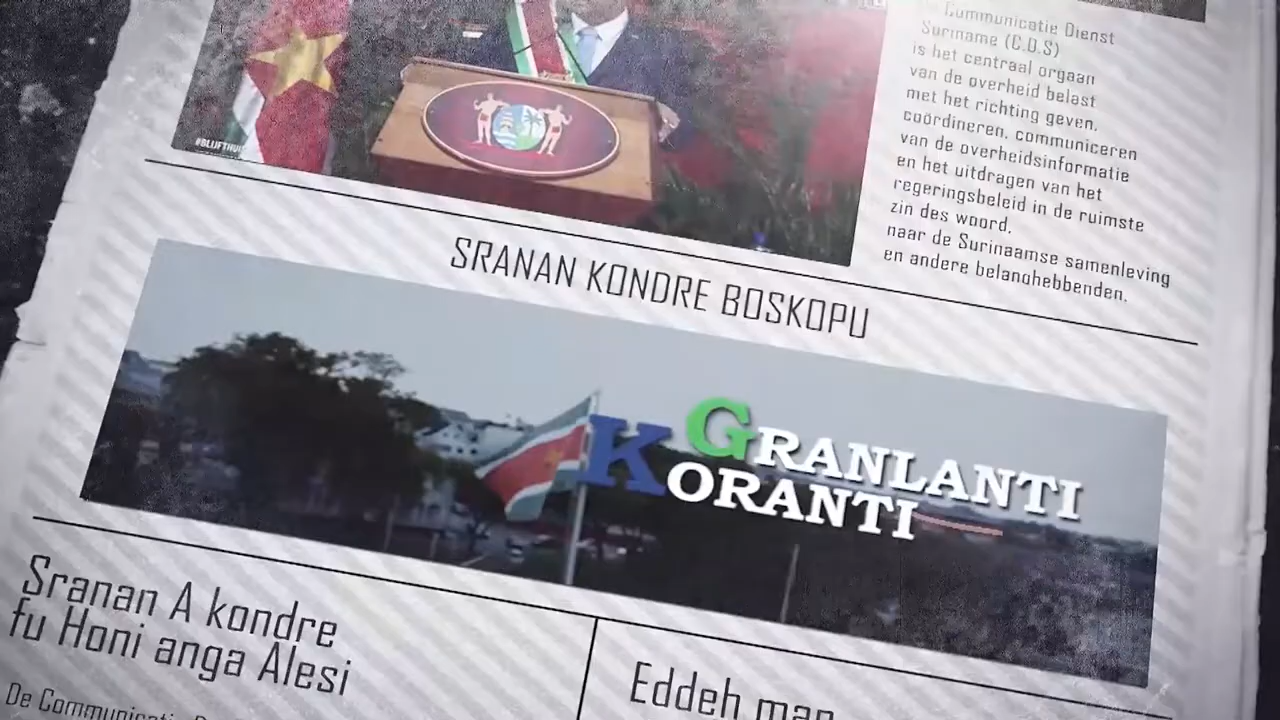 #BLIFTHUI
Communicatie Dienst
Suriname (C.D.S)
is het centraal orgaan
van de overheid belast
met het richting geven,
coördineren, communiceren
van de overheidsinformatie
en het uitdragen van het
regeringsbeleid in de ruimste
zin des woord,
naar de Surinaamse samenleving
en andere belanghebbenden.
SRANAN KONDRE BOSKOPU
GRANLANTI
KORANTI
Sranan A kondre
fu Honi anga Alesi
De Communicatie
Eddeh man